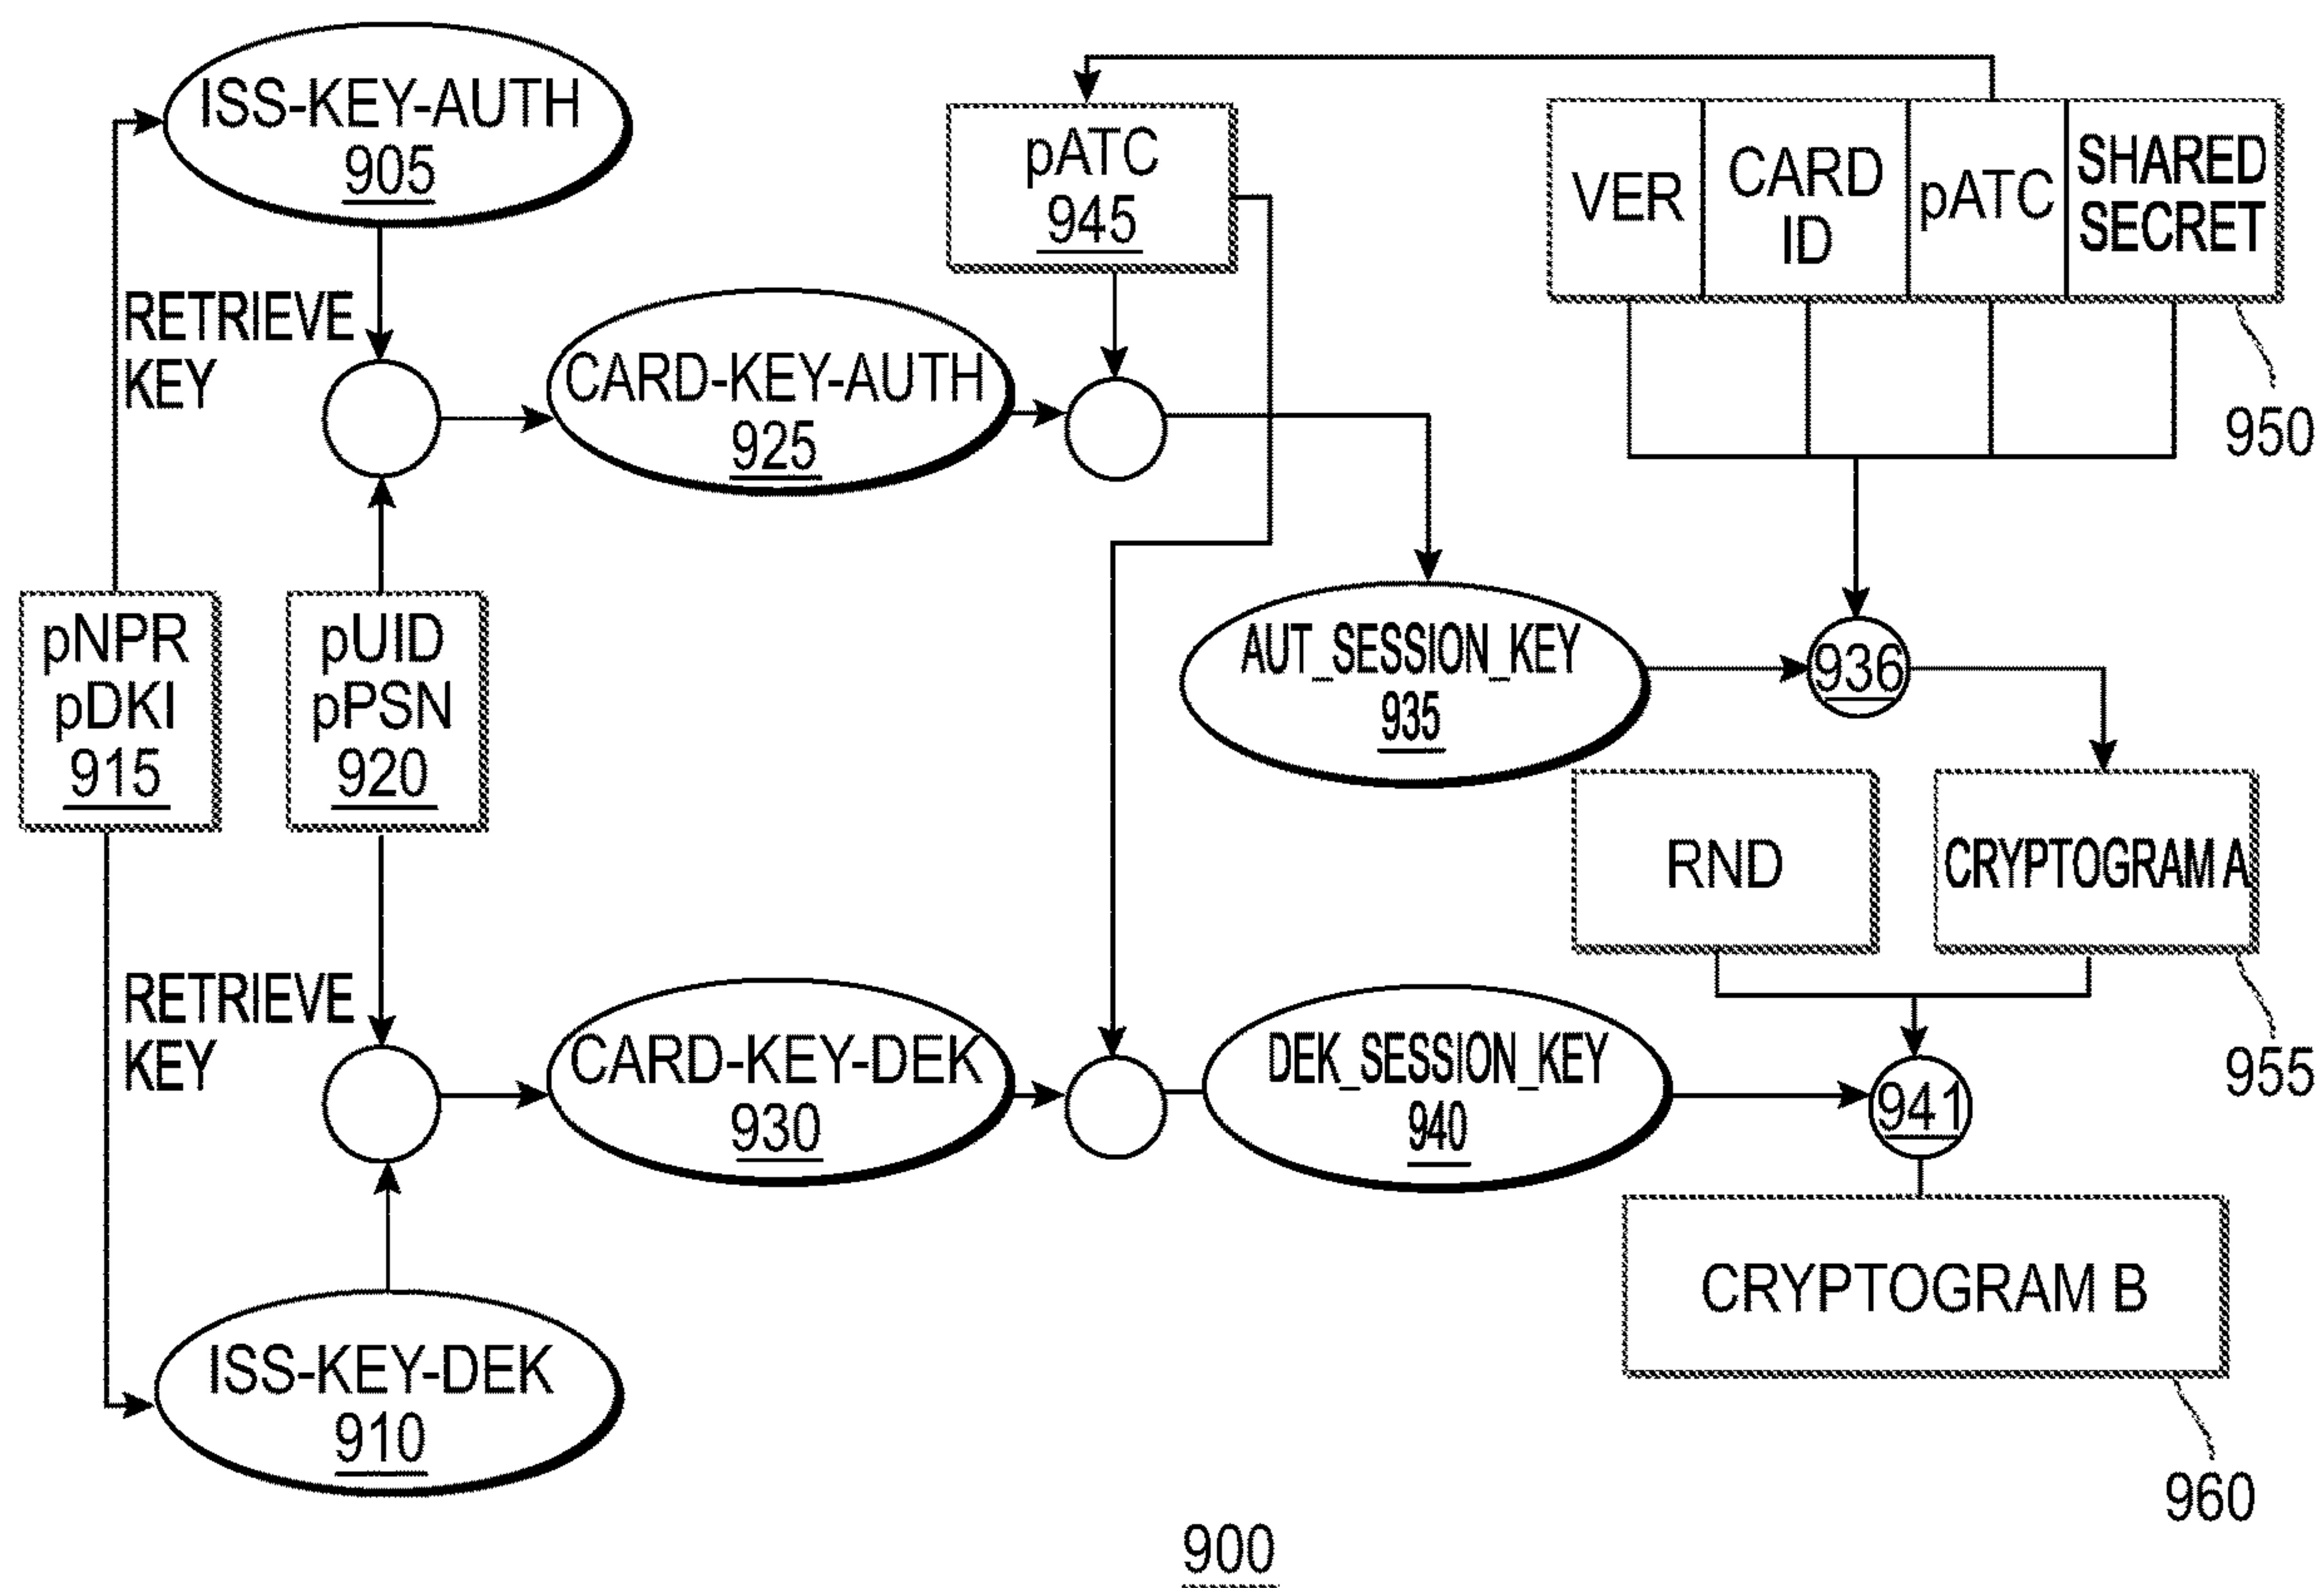 ISS-KEY-AUTH
905
RETRIEVE
KEY
pATC
945
VER
CARD
ID
pATC
SHARED
SECRET
950
CARD-KEY-AUTH
925
pNPR
pDKI
915
pUID
pPSN
920
AUT_SESSION_KEY
935
936
RND
CRYPTOGRAM A
955
RETRIEVE
KEY
CARD-KEY-DEK
930
DEK_SESSION_KEY
940
941
CRYPTOGRAM B
960
ISS-KEY-DEK
910
900